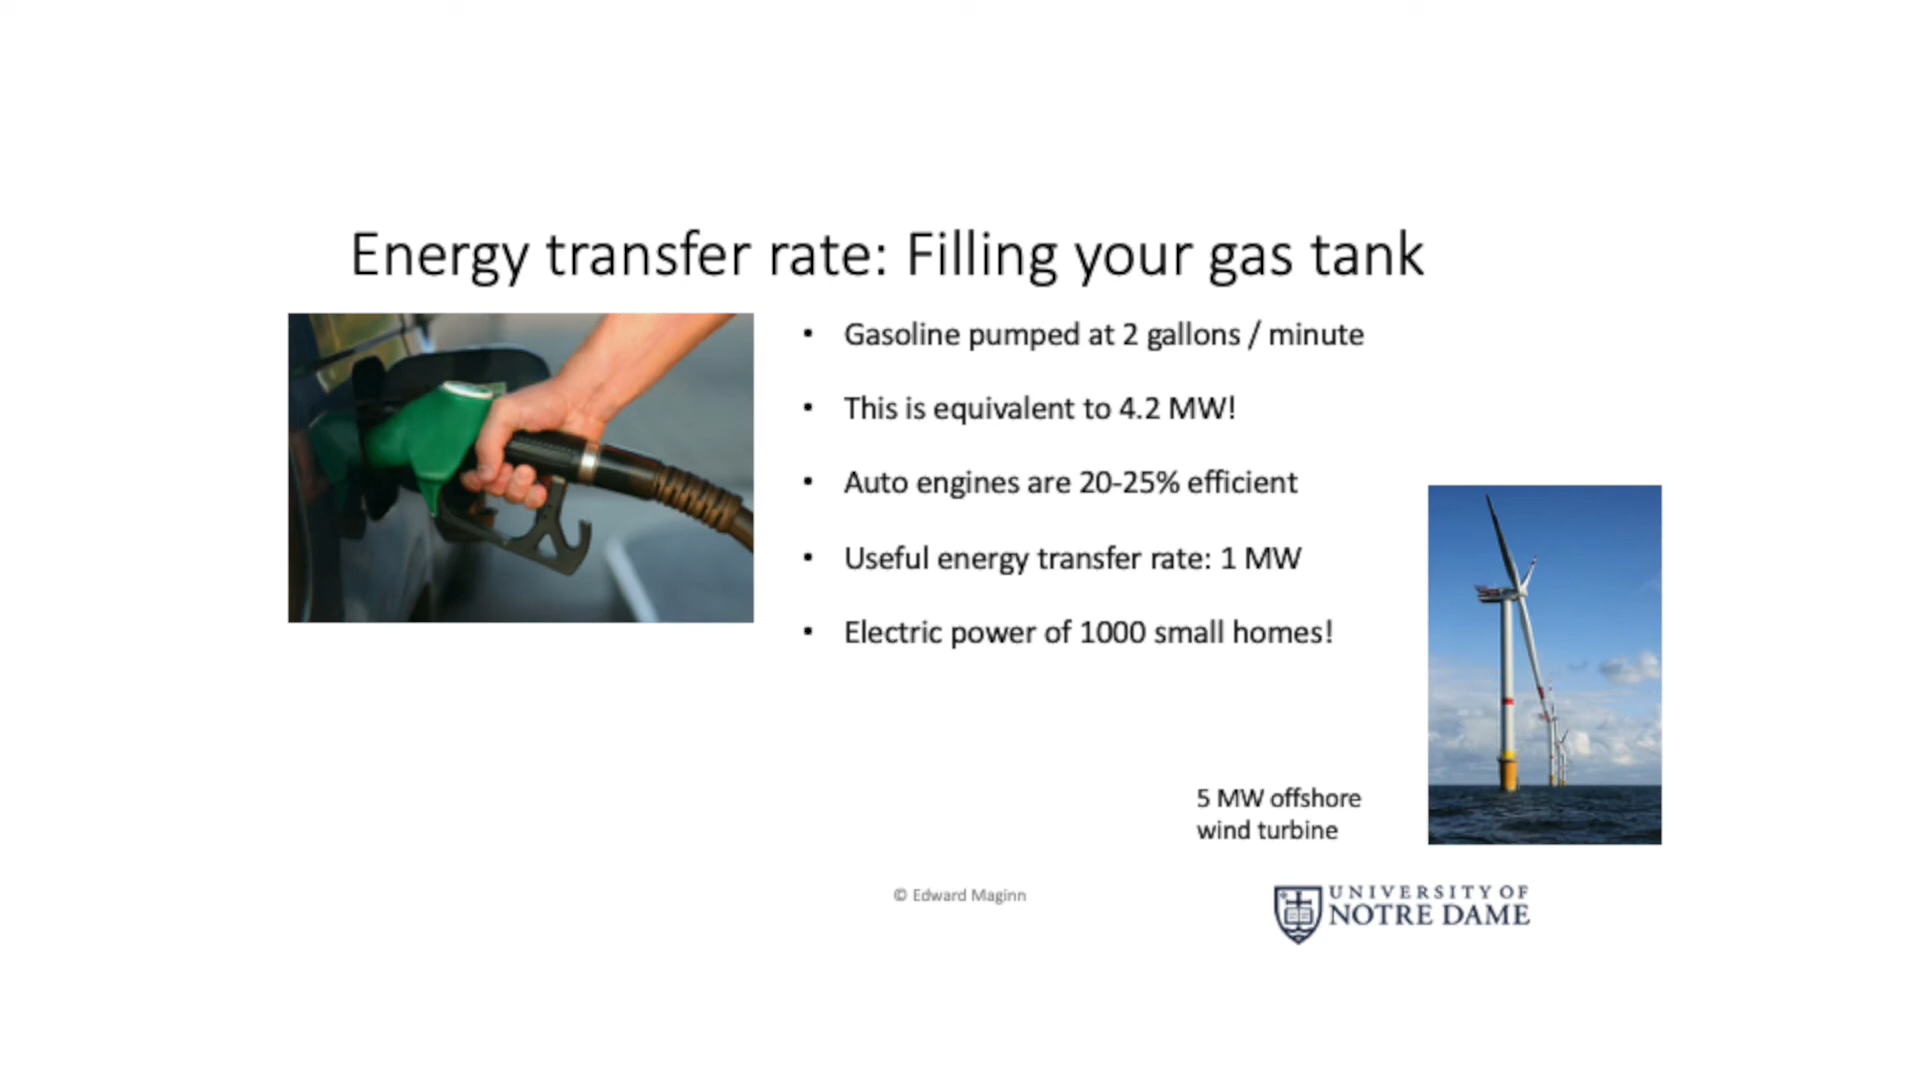 Energy transfer rate: Filling your gas tank
• Gasoline pumped at 2 gallons / minute
• This is equivalent to 4.2 MW!
• Auto engines are 20-25% efficient
• Useful energy transfer rate: 1 MW
• Electric power of 1000 small homes!
5 MW offshore
wind turbine
© Edward Maginn
UNIVERSITY OF
NOTRE DAME